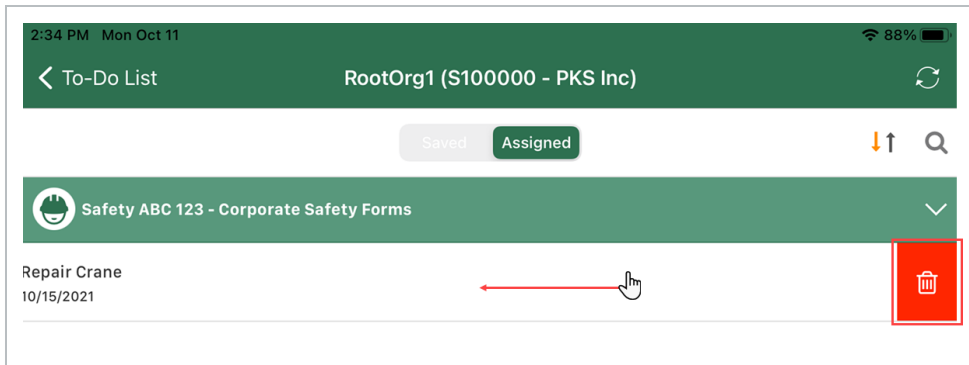 2:34 PM Mon Oct 11 88%
To-Do List RootOrg1 (S100000 - PKS Inc)
Saved Assigned
Safety ABC 123 - Corporate Safety Forms
Repair Crane
10/15/2021